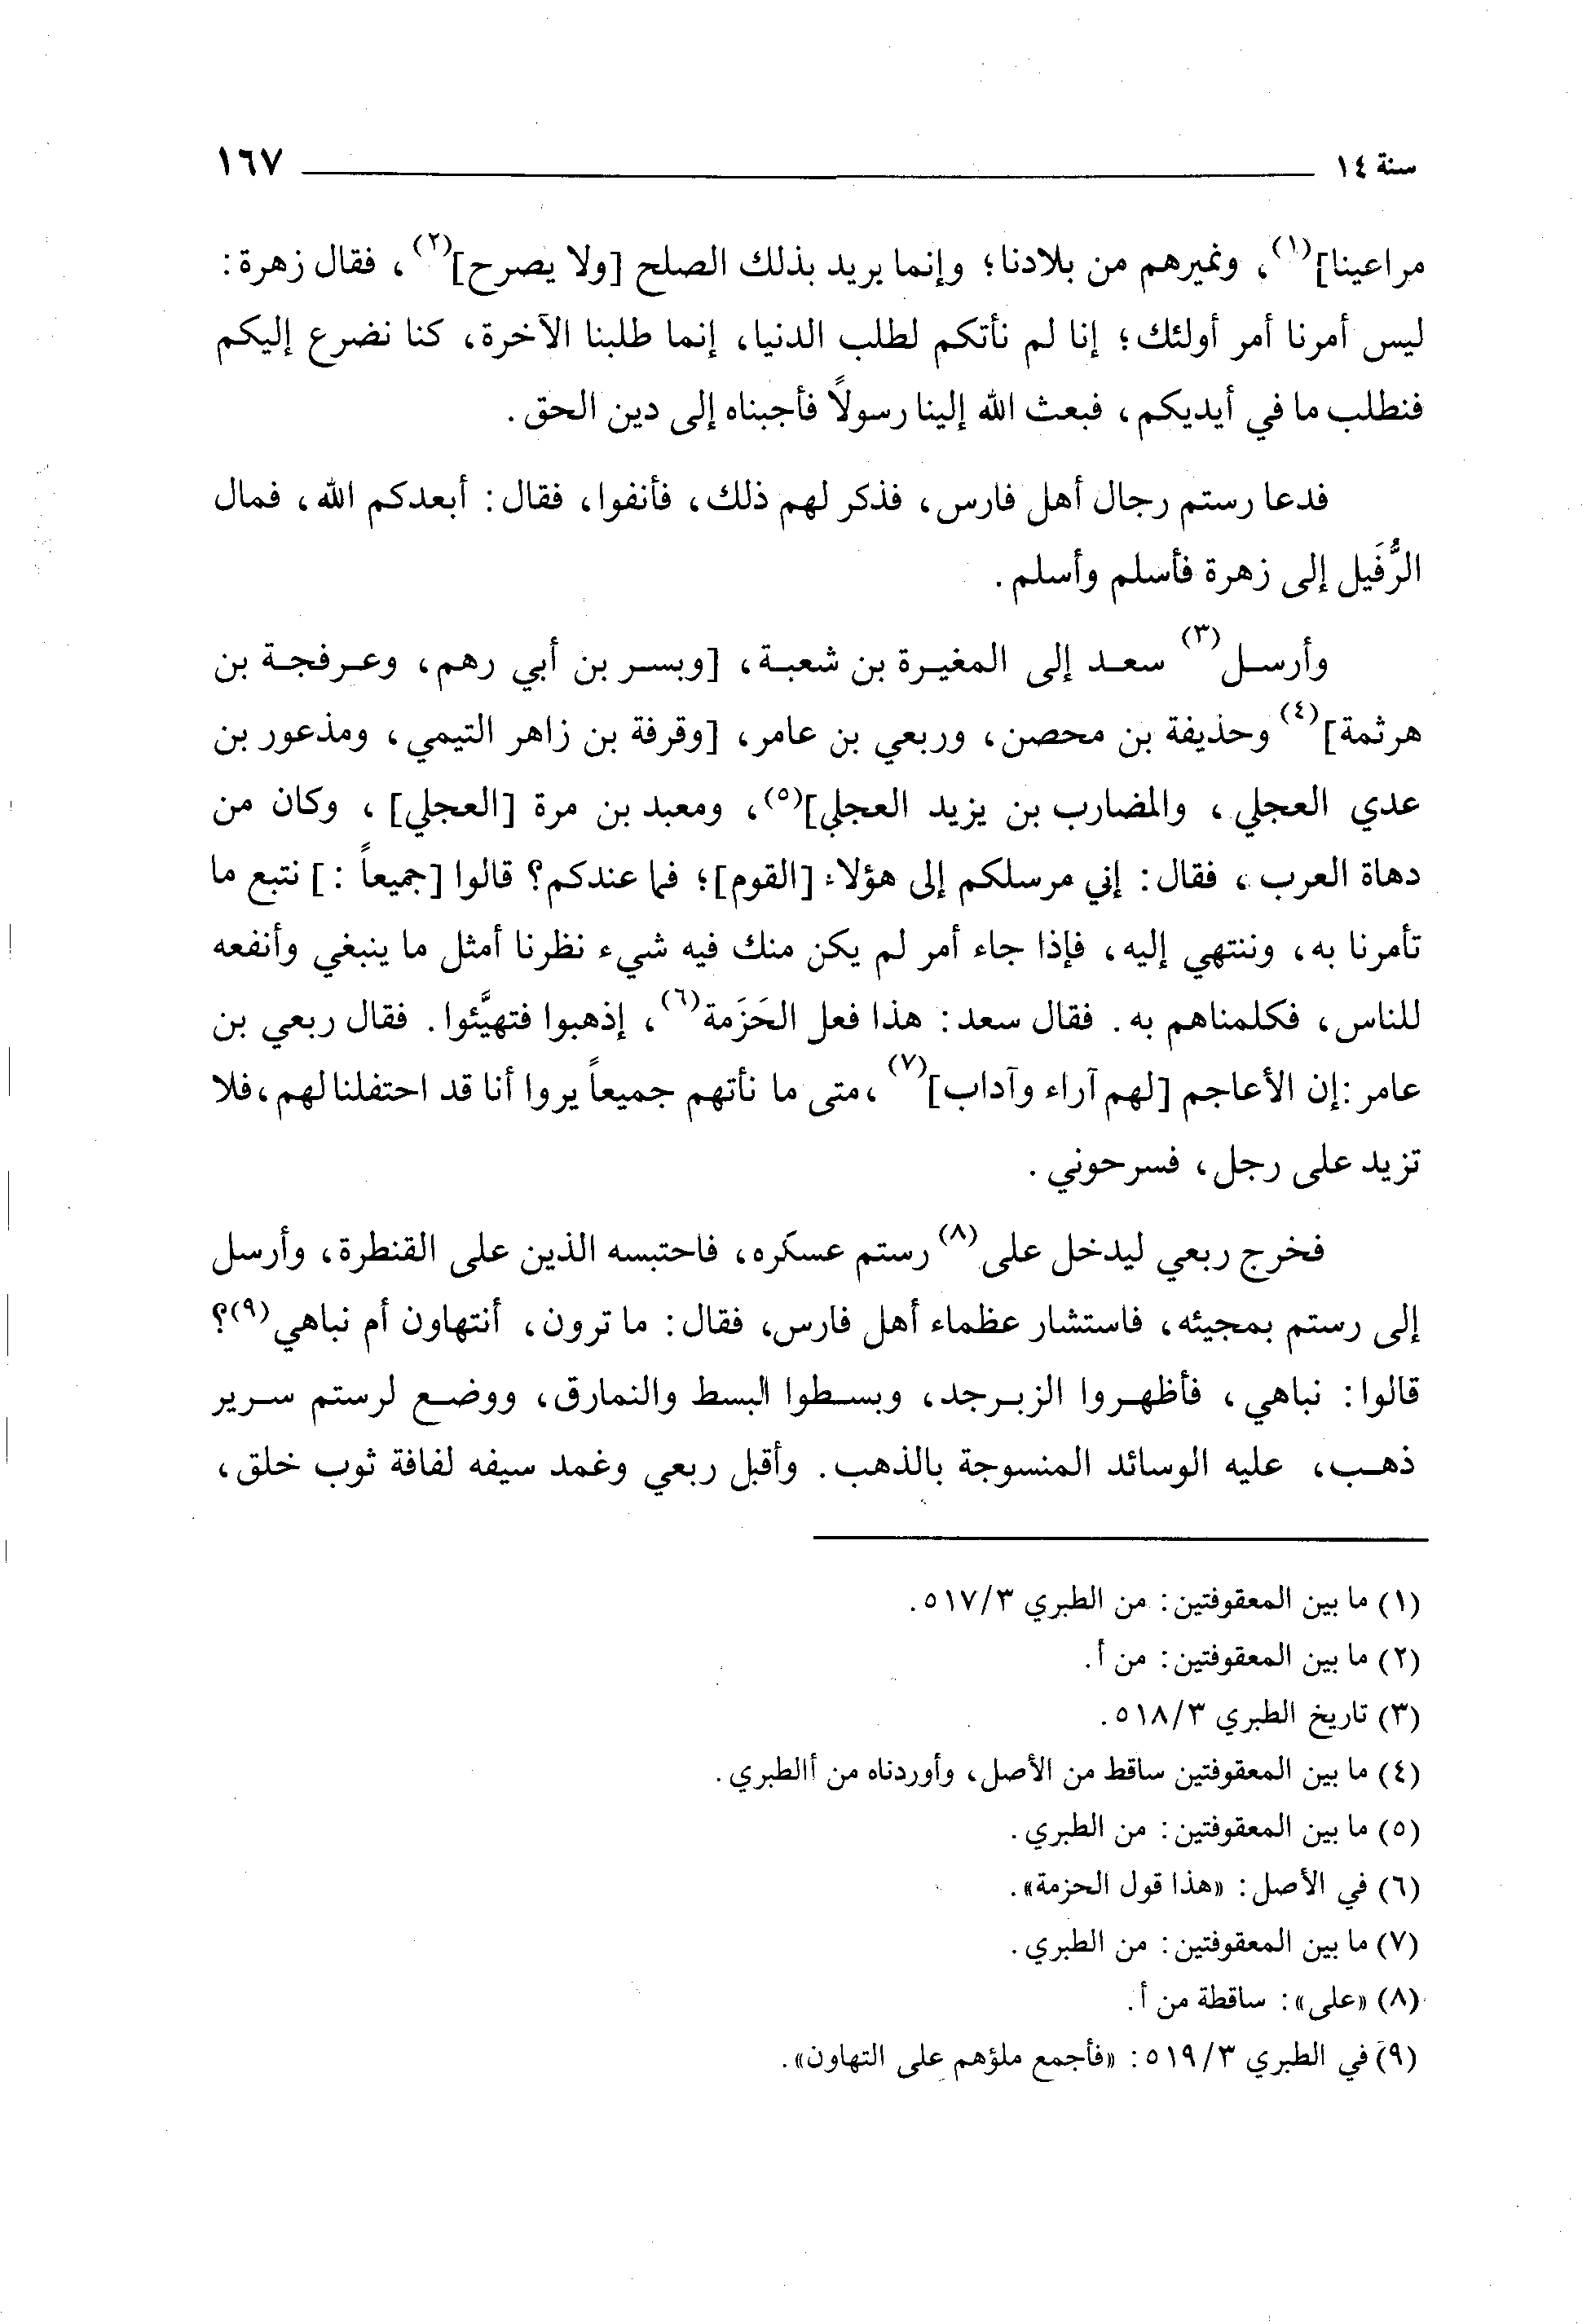 سنة ١٤ ١٦٧
مراعينا](١)، ونميرهم من بلادنا؛ وإنما يريد بذلك الصلح [ولا يصرح](٢)، فقال زهرة:
ليس أمرنا أمر أولئك؛ إنا لم نأتكم لطلب الدنيا، إنما طلبنا الآخرة، كنا نضرع إليكم
فنطلب ما في أيديكم، فبعث الله إلينا رسولاً فأجبناه إلى دين الحق.
فدعا رستم رجال أهل فارس، فذكر لهم ذلك، فأنفوا، فقال: أبعدكم الله، فمال
الرُّفَيل إلى زهرة فأسلم وأسلم.
وأرسل(٣) سعد إلى المغيرة بن شعبة، [وبسر بن أبي رهم، وعرفجة بن
هرثمة](٤) وحذيفة بن محصن، وربعي بن عامر، [وقرفة بن زاهر التيمي، ومذعور بن
عدي العجلي، والمضارب بن يزيد العجلي](٥)، ومعبد بن مرة [العجلي]، وكان من
دهاة العرب، فقال: إني مرسلكم إلى هؤلاء [القوم]؛ فما عندكم؟ قالوا [جميعاً:] نتبع ما
تأمرنا به، وننتهي إليه، فإذا جاء أمر لم يكن منك فيه شيء نظرنا أمثل ما ينبغي وأنفعه
للناس، فكلمناهم به. فقال سعد: هذا فعل الحَزَمة(٦)، إذهبوا فتهيَّئوا. فقال ربعي بن
عامر: إن الأعاجم [لهم آراء وآداب](٧)، متى ما نأتهم جميعاً يروا أنا قد احتفلنا لهم، فلا
تزيد على رجل، فسرحوني.
فخرج ربعي ليدخل على(٨) رستم عسكره، فاحتبسه الذين على القنطرة، وأرسل
إلى رستم بمجيئه، فاستشار عظماء أهل فارس، فقال: ما ترون، أنتهاون أم نباهي(٩)؟
قالوا: نباهي، فأظهروا الزبرجد، وبسطوا البسط والنمارق، ووضع لرستم سرير
ذهب، عليه الوسائد المنسوجة بالذهب. وأقبل ربعي وغمد سيفه لفافة ثوب خلق،
(١) ما بين المعقوفتين: من الطبري ٥١٧/٣.
(٢) ما بين المعقوفتين: من أ.
(٣) تاريخ الطبري ٥١٨/٣.
(٤) ما بين المعقوفتين ساقط من الأصل، وأوردناه من أالطبري.
(٥) ما بين المعقوفتين: من الطبري.
(٦) في الأصل: «هذا قول الحزمة».
(٧) ما بين المعقوفتين: من الطبري.
(٨) «على»: ساقطة من أ.
(٩) في الطبري ٥١٩/٣: «فأجمع ملؤهم على التهاون».